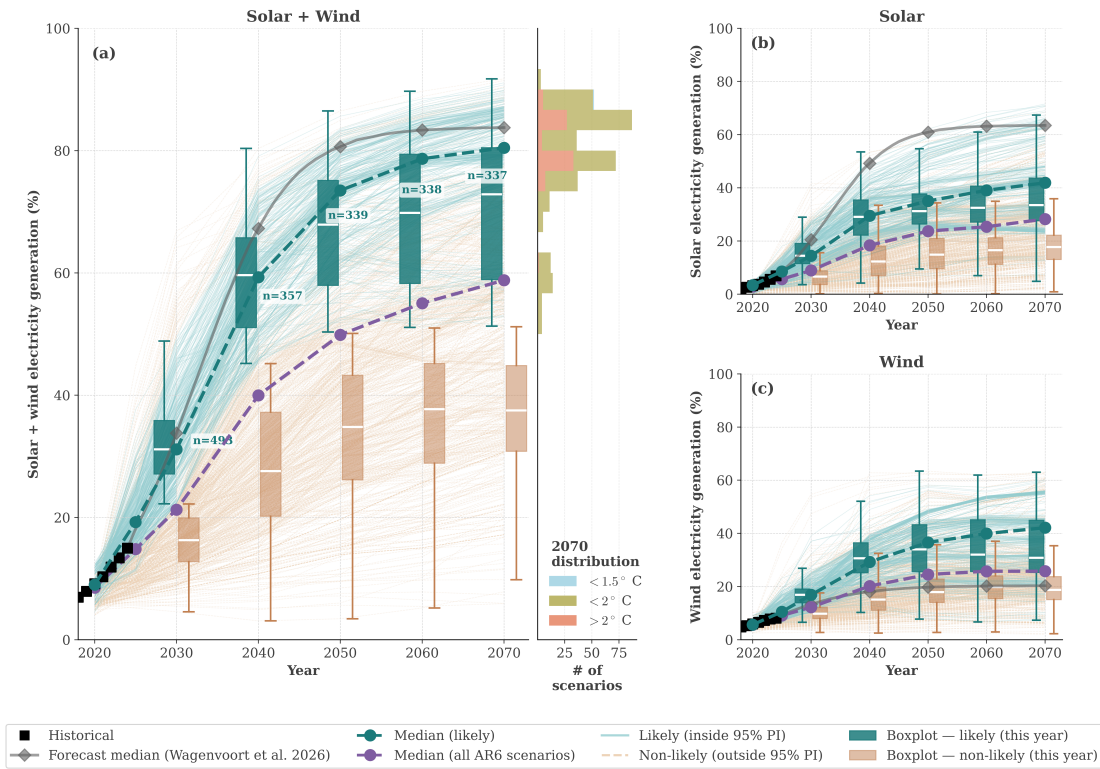 Solar + Wind
(a)
Solar + wind electricity generation (%)
100
80
60
40
20
0
2020 2030 2040 2050 2060 2070
Year
n=493
n=357
n=339
n=338
n=337
2070
distribution
<1.5° C
<2° C
>2° C
25 50 75
# of
scenarios
Solar
(b)
Solar electricity generation (%)
100
80
60
40
20
0
2020 2030 2040 2050 2060 2070
Year
Wind
(c)
Wind electricity generation (%)
100
80
60
40
20
0
2020 2030 2040 2050 2060 2070
Year
Historical
Forecast median (Wagenvoort et al. 2026)
Median (likely)
Median (all AR6 scenarios)
Likely (inside 95% PI)
Non-likely (outside 95% PI)
Boxplot — likely (this year)
Boxplot — non-likely (this year)